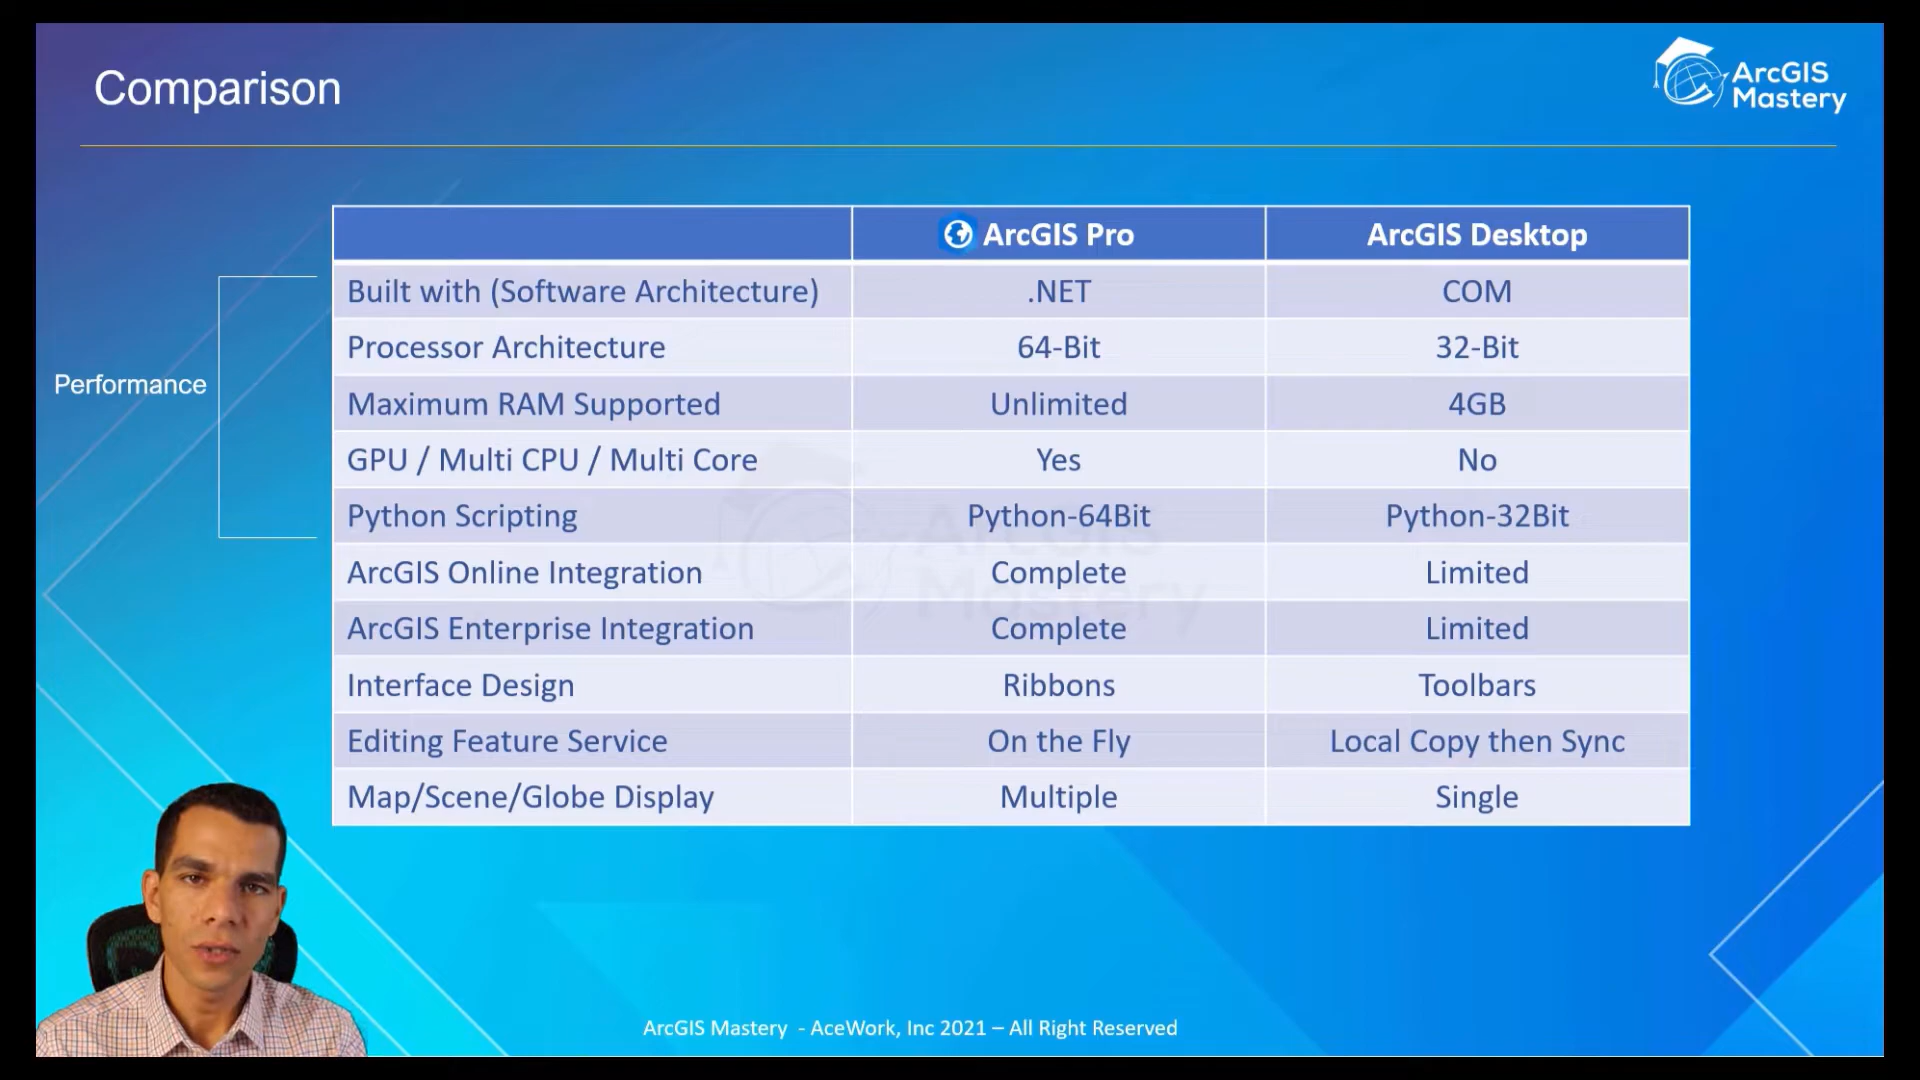 Comparison
ArcGIS
Mastery
ArcGIS Pro ArcGIS Desktop
Performance
Built with (Software Architecture) .NET COM
Processor Architecture 64-Bit 32-Bit
Maximum RAM Supported Unlimited 4GB
GPU / Multi CPU / Multi Core Yes No
Python Scripting Python-64Bit Python-32Bit
ArcGIS Online Integration Complete Limited
ArcGIS Enterprise Integration Complete Limited
Interface Design Ribbons Toolbars
Editing Feature Service On the Fly Local Copy then Sync
Map/Scene/Globe Display Multiple Single
ArcGIS
Mastery
ArcGIS Mastery - AceWork, Inc 2021 – All Right Reserved